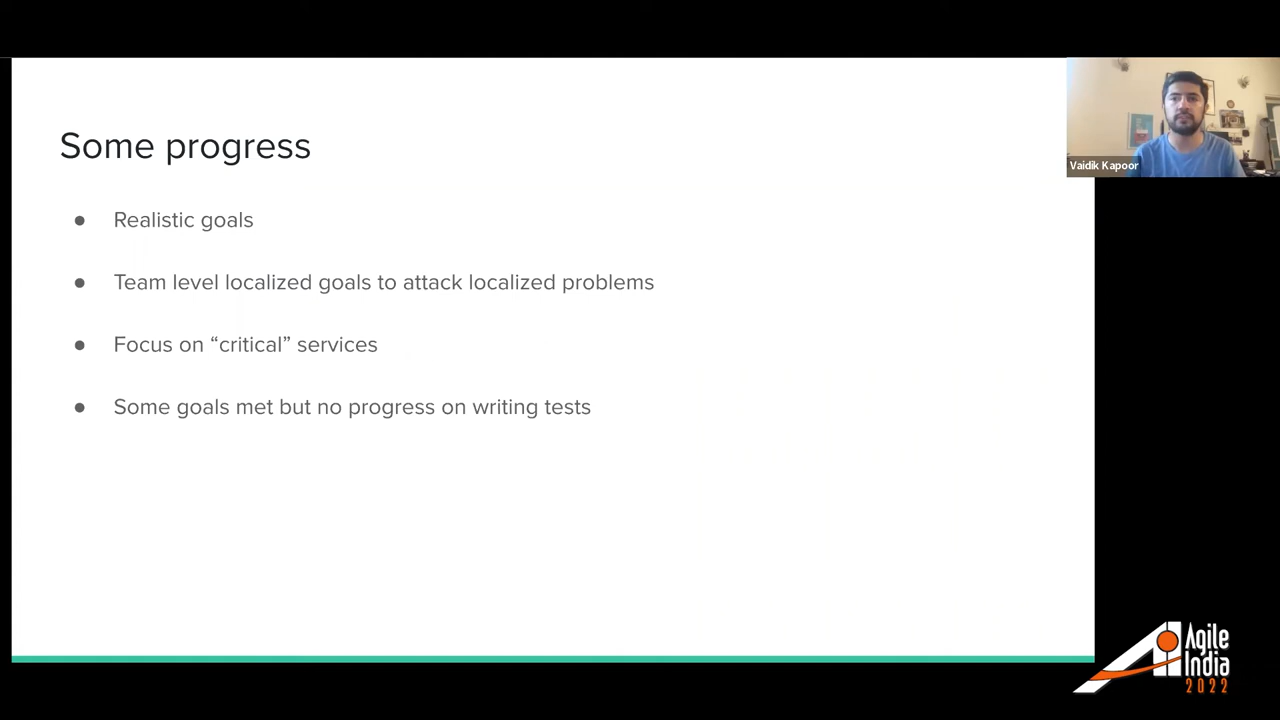 Some progress
● Realistic goals
● Team level localized goals to attack localized problems
● Focus on “critical” services
● Some goals met but no progress on writing tests
Vaidik Kapoor
Agile
India
2022